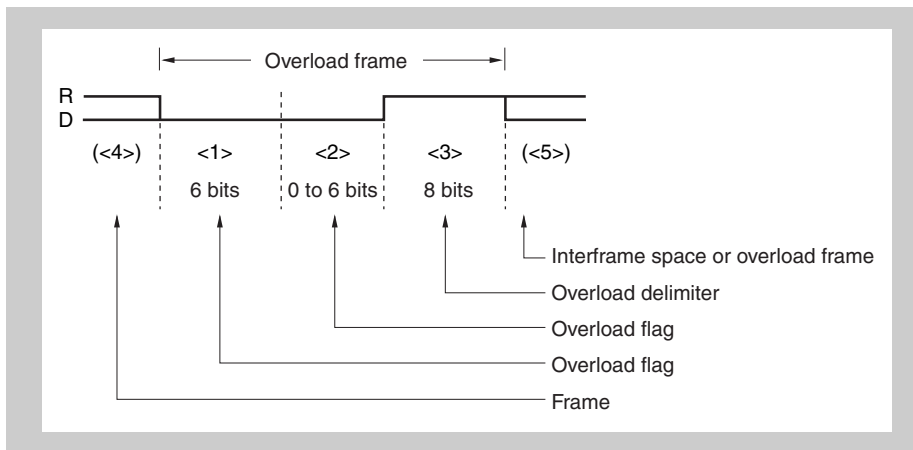 Overload frame
R
D
(<4>) <1> <2> <3> (<5>)
6 bits 0 to 6 bits 8 bits
Interframe space or overload frame
Overload delimiter
Overload flag
Overload flag
Frame